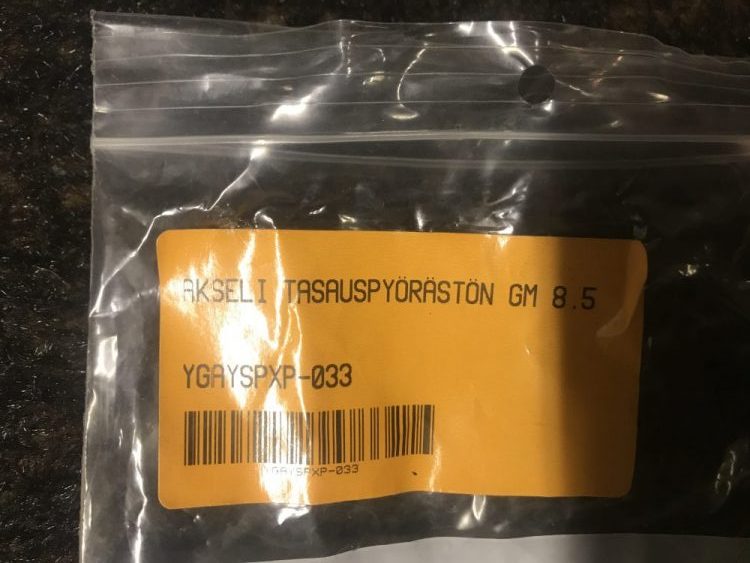 AKSELI TASAUSPYÖRÄSTÖN GM 8.5
YGAYSPXP-033
YGAYSPXP-033